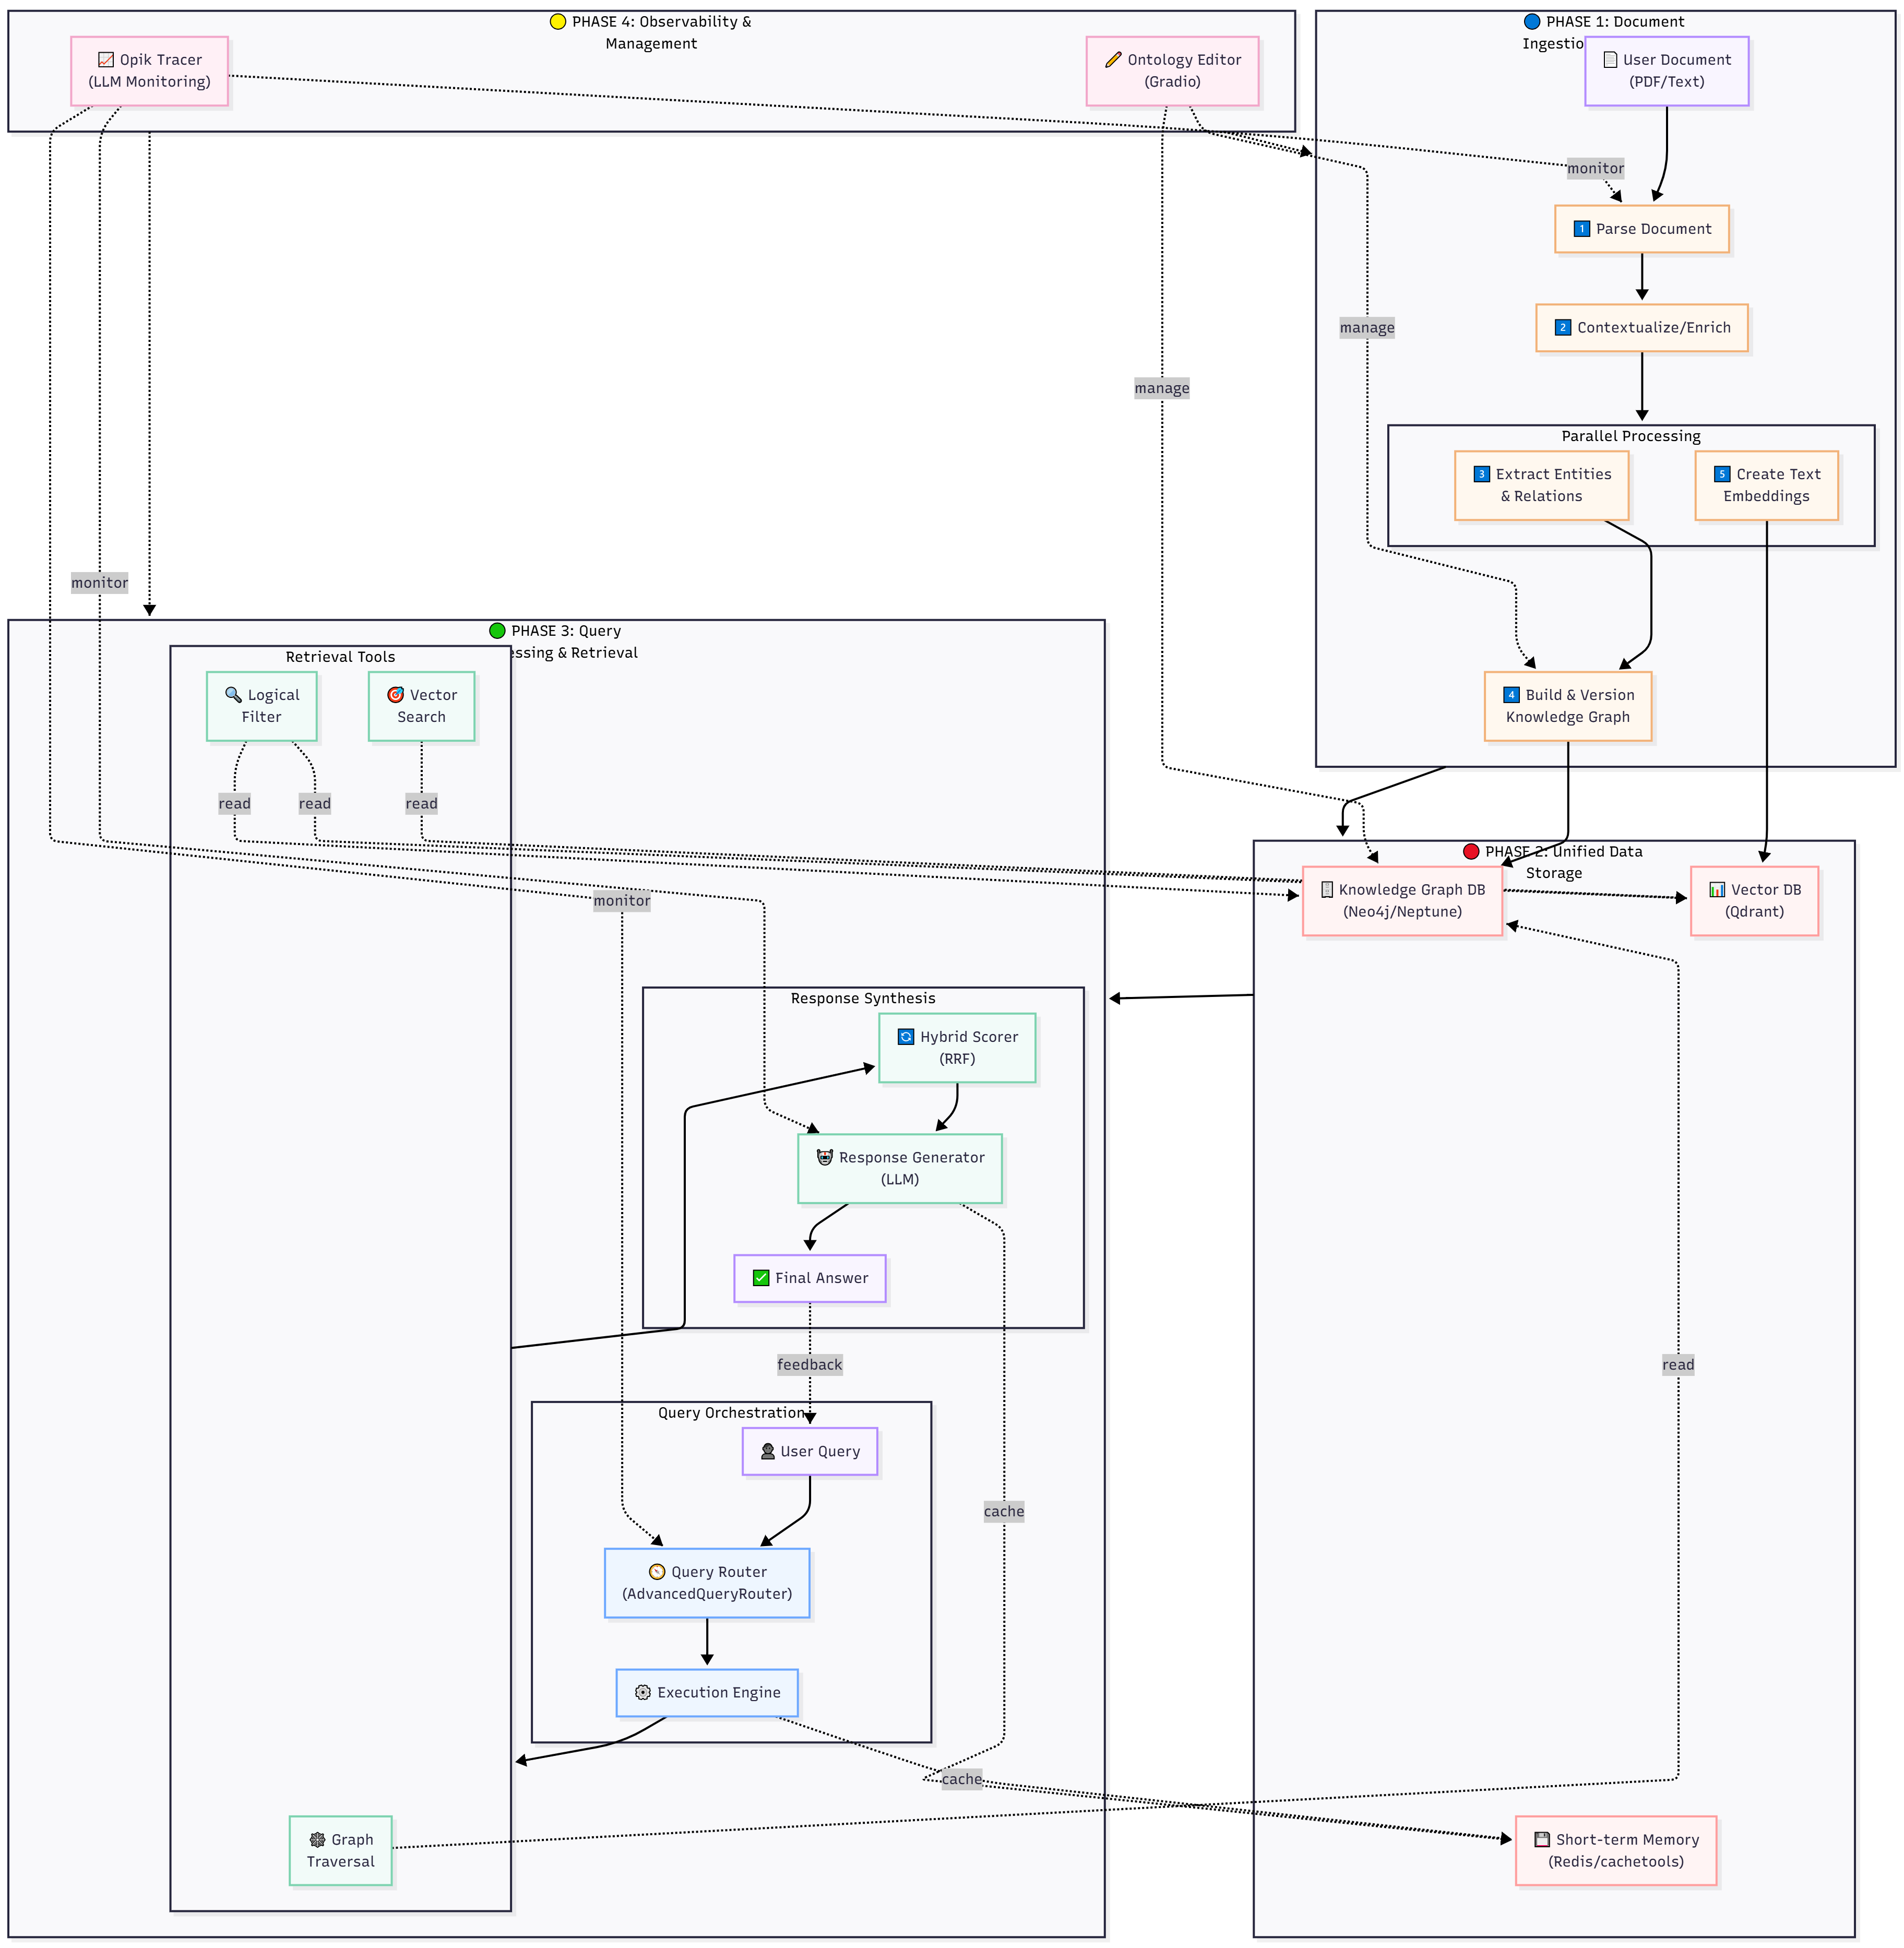 PHASE 4: Observability &
Management
Opik Tracer
(LLM Monitoring)
Ontology Editor
(Gradio)
PHASE 1: Document
Ingestio
User Document
(PDF/Text)
monitor
1 Parse Document
2 Contextualize/Enrich
manage
manage
Parallel Processing
3 Extract Entities
& Relations
5 Create Text
Embeddings
monitor
4 Build & Version
Knowledge Graph
PHASE 3: Query
essing & Retrieval
Retrieval Tools
Logical
Filter
Vector
Search
read
read
read
PHASE 2: Unified Data
Storage
Knowledge Graph DB
(Neo4j/Neptune)
Vector DB
(Qdrant)
monitor
Response Synthesis
Hybrid Scorer
(RRF)
Response Generator
(LLM)
Final Answer
feedback
read
Query Orchestration
User Query
cache
Query Router
(AdvancedQueryRouter)
Execution Engine
cache
Graph
Traversal
Short-term Memory
(Redis/cachetools)